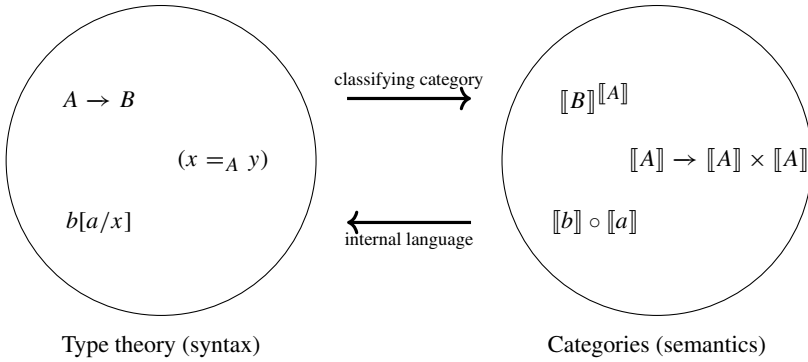 A → B
(x =_A y)
b[a/x]
classifying category
internal language
⟦B⟧^⟦A⟧
⟦A⟧ → ⟦A⟧ × ⟦A⟧
⟦b⟧ ∘ ⟦a⟧
Type theory (syntax)
Categories (semantics)